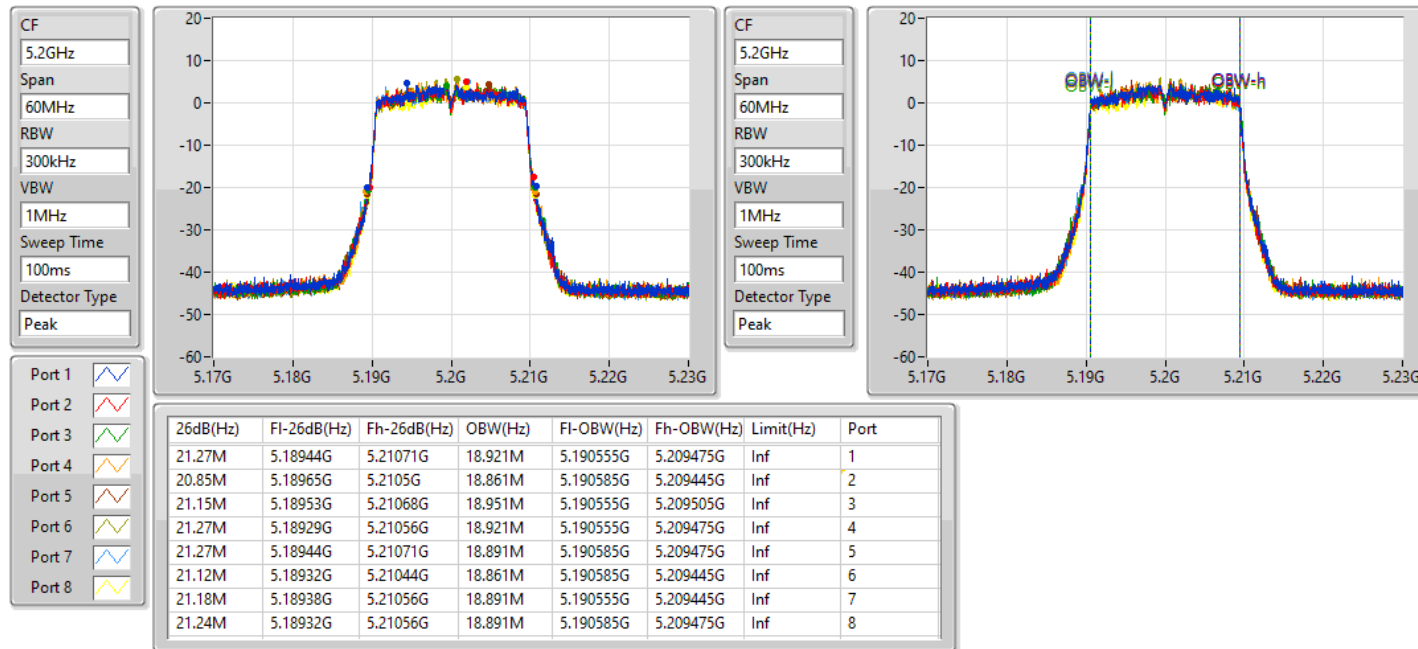 CF
5.2GHz
Span
60MHz
RBW
300kHz
VBW
1MHz
Sweep Time
100ms
Detector Type
Peak
20
10
0
-10
-20
-30
-40
-50
-60
5.17G 5.18G 5.19G 5.2G 5.21G 5.22G 5.23G
CF
5.2GHz
Span
60MHz
RBW
300kHz
VBW
1MHz
Sweep Time
100ms
Detector Type
Peak
20
10
0
-10
-20
-30
-40
-50
-60
OBW-l OBW-h
5.17G 5.18G 5.19G 5.2G 5.21G 5.22G 5.23G
Port 1
Port 2
Port 3
Port 4
Port 5
Port 6
Port 7
Port 8
26dB(Hz) Fl-26dB(Hz) Fh-26dB(Hz) OBW(Hz) Fl-OBW(Hz) Fh-OBW(Hz) Limit(Hz) Port
21.27M 5.18944G 5.21071G 18.921M 5.190555G 5.209475G Inf 1
20.85M 5.18965G 5.2105G 18.861M 5.190585G 5.209445G Inf 2
21.15M 5.18953G 5.21068G 18.951M 5.190555G 5.209505G Inf 3
21.27M 5.18929G 5.21056G 18.921M 5.190555G 5.209475G Inf 4
21.27M 5.18944G 5.21071G 18.891M 5.190585G 5.209475G Inf 5
21.12M 5.18932G 5.21044G 18.861M 5.190585G 5.209445G Inf 6
21.18M 5.18938G 5.21056G 18.891M 5.190555G 5.209445G Inf 7
21.24M 5.18932G 5.21056G 18.891M 5.190585G 5.209475G Inf 8